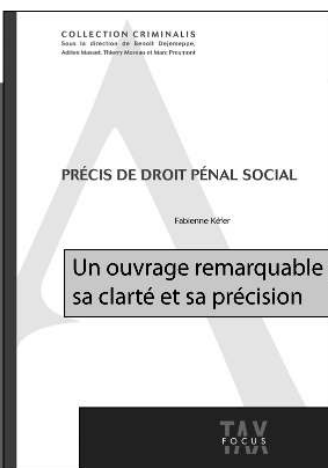 COLLECTION CRIMINALIS
Sous la direction de Benoît Dejemeppe,
Adrien Masset, Thierry Moreau et Marc Preumont
PRÉCIS DE DROIT PÉNAL SOCIAL
Fabienne Kéfer
Un ouvrage remarquable
sa clarté et sa précision
TAX
FOCUS